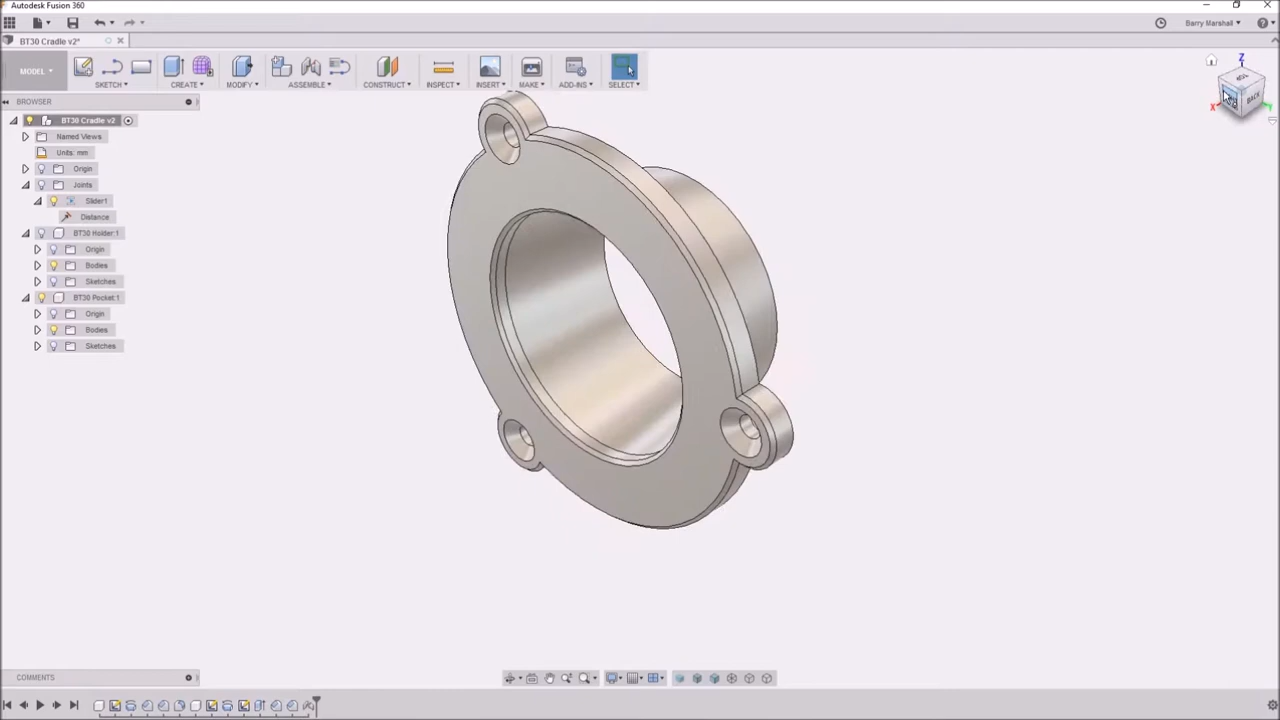 Autodesk Fusion 360
Barry Marshall
BT30 Cradle v2*
MODEL
SKETCH
CREATE
MODIFY
ASSEMBLE
CONSTRUCT
INSPECT
INSERT
MAKE
ADD-INS
SELECT
Z
TOP
BACK
X
Y
BROWSER
BT30 Cradle v2
Named Views
Units: mm
Origin
Joints
Slider1
Distance
BT30 Holder:1
Origin
Bodies
Sketches
BT30 Pocket:1
Origin
Bodies
Sketches
COMMENTS